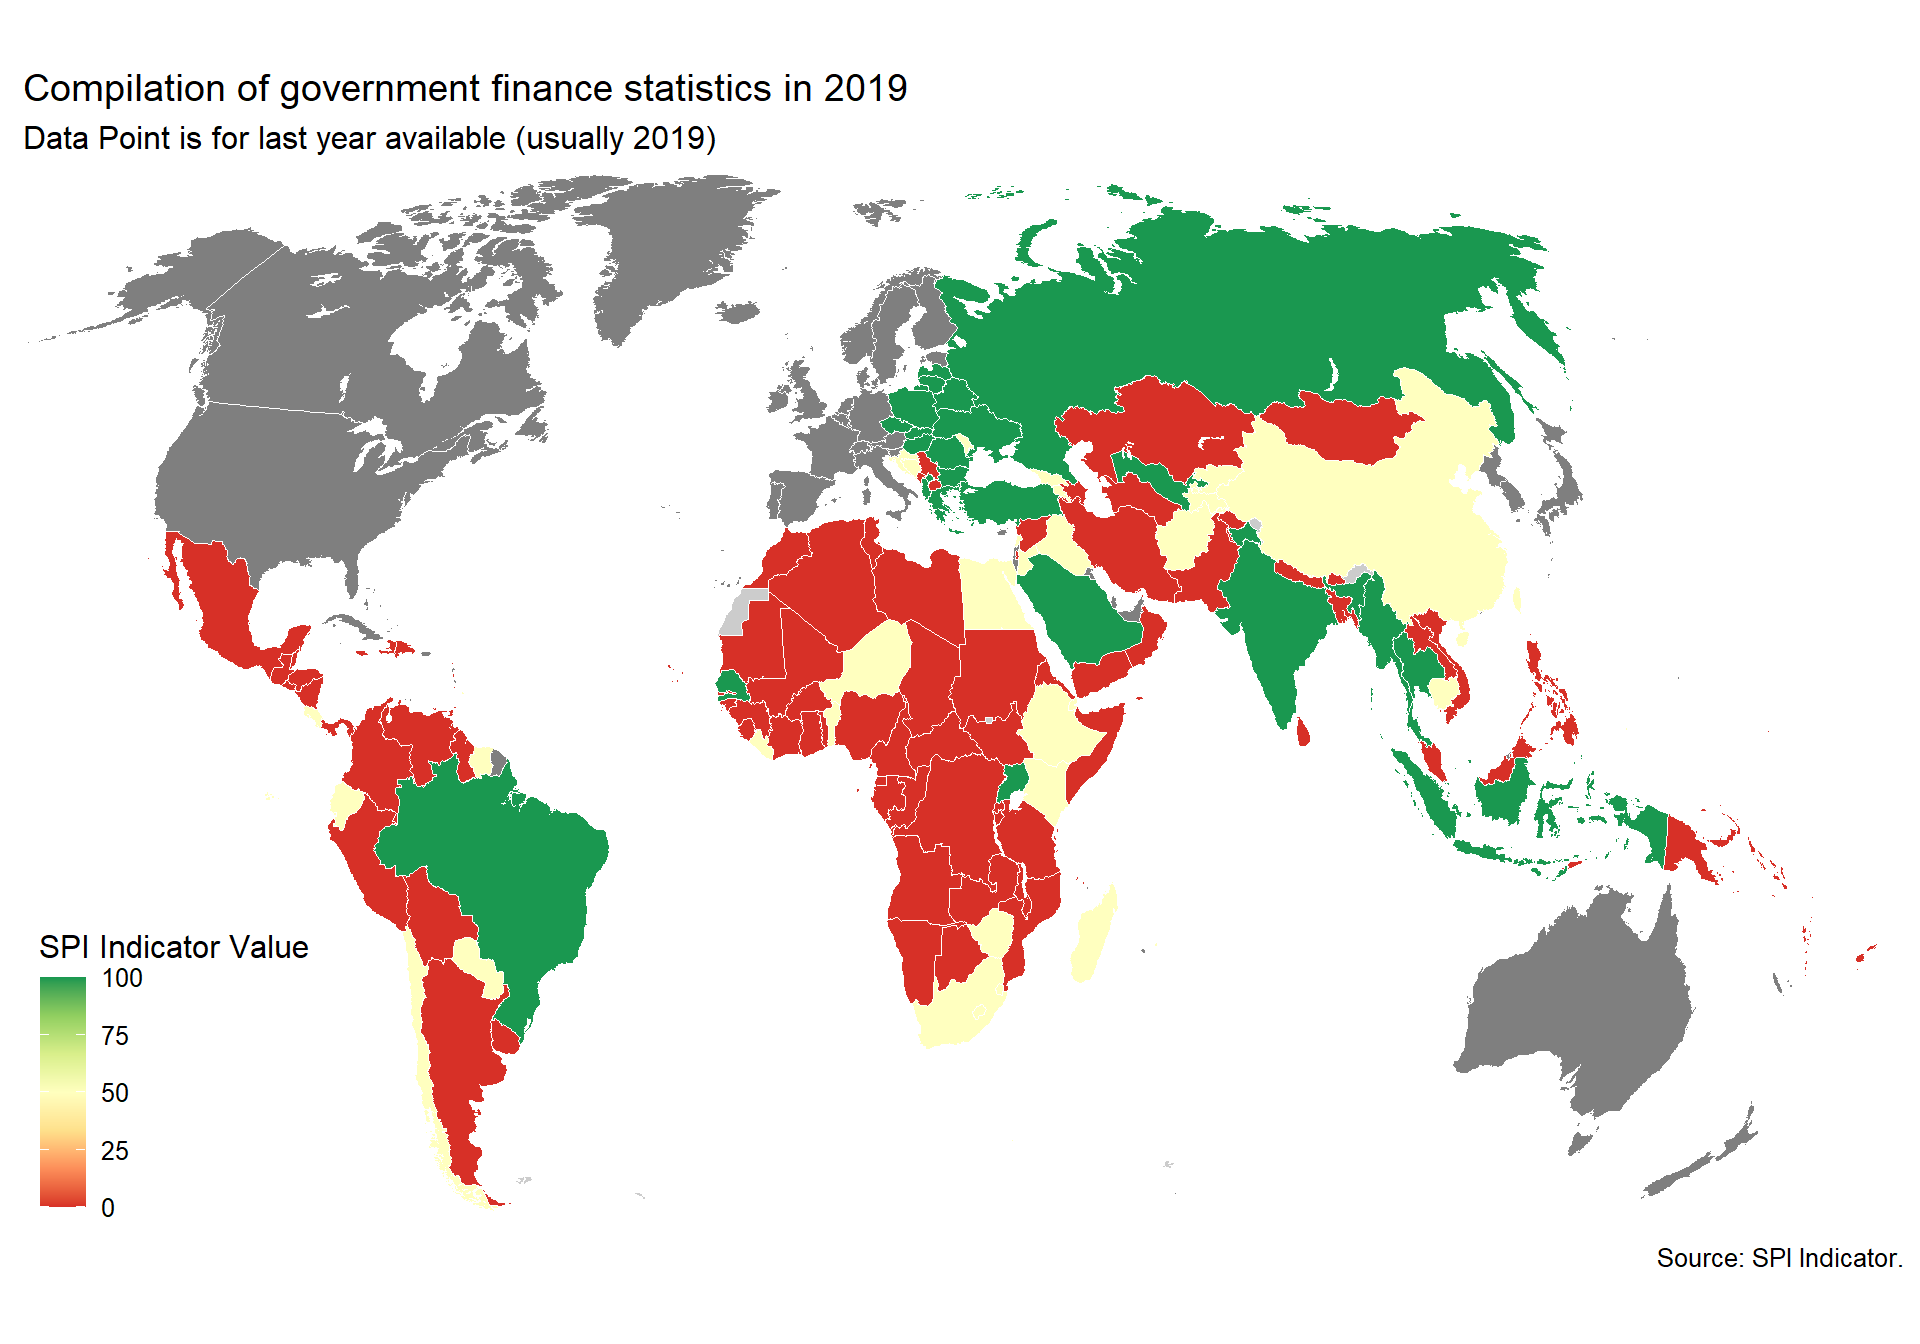 Compilation of government finance statistics in 2019
Data Point is for last year available (usually 2019)
SPI Indicator Value
100
75
50
25
0
Source: SPI Indicator.